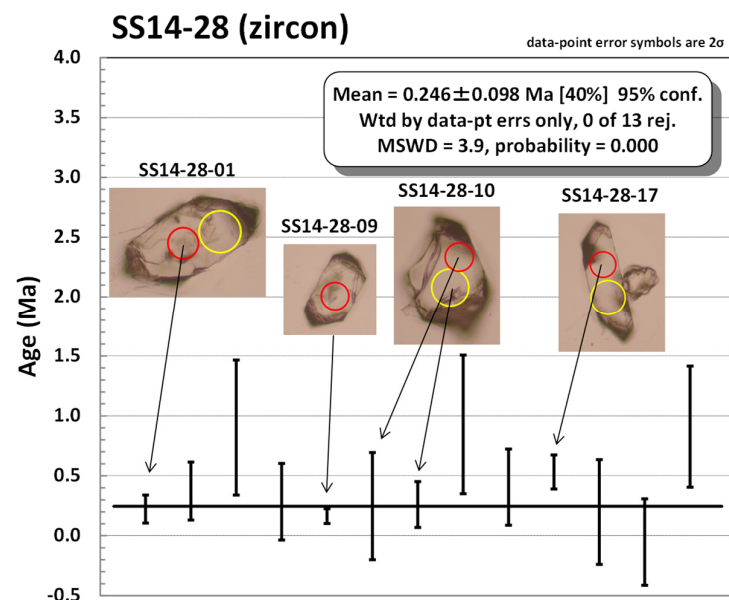 SS14-28 (zircon)
data-point error symbols are 2σ
Mean = 0.246±0.098 Ma [40%] 95% conf.
Wtd by data-pt errs only, 0 of 13 rej.
MSWD = 3.9, probability = 0.000
SS14-28-01
SS14-28-09
SS14-28-10
SS14-28-17
Age (Ma)
4.0
3.5
3.0
2.5
2.0
1.5
1.0
0.5
0.0
-0.5